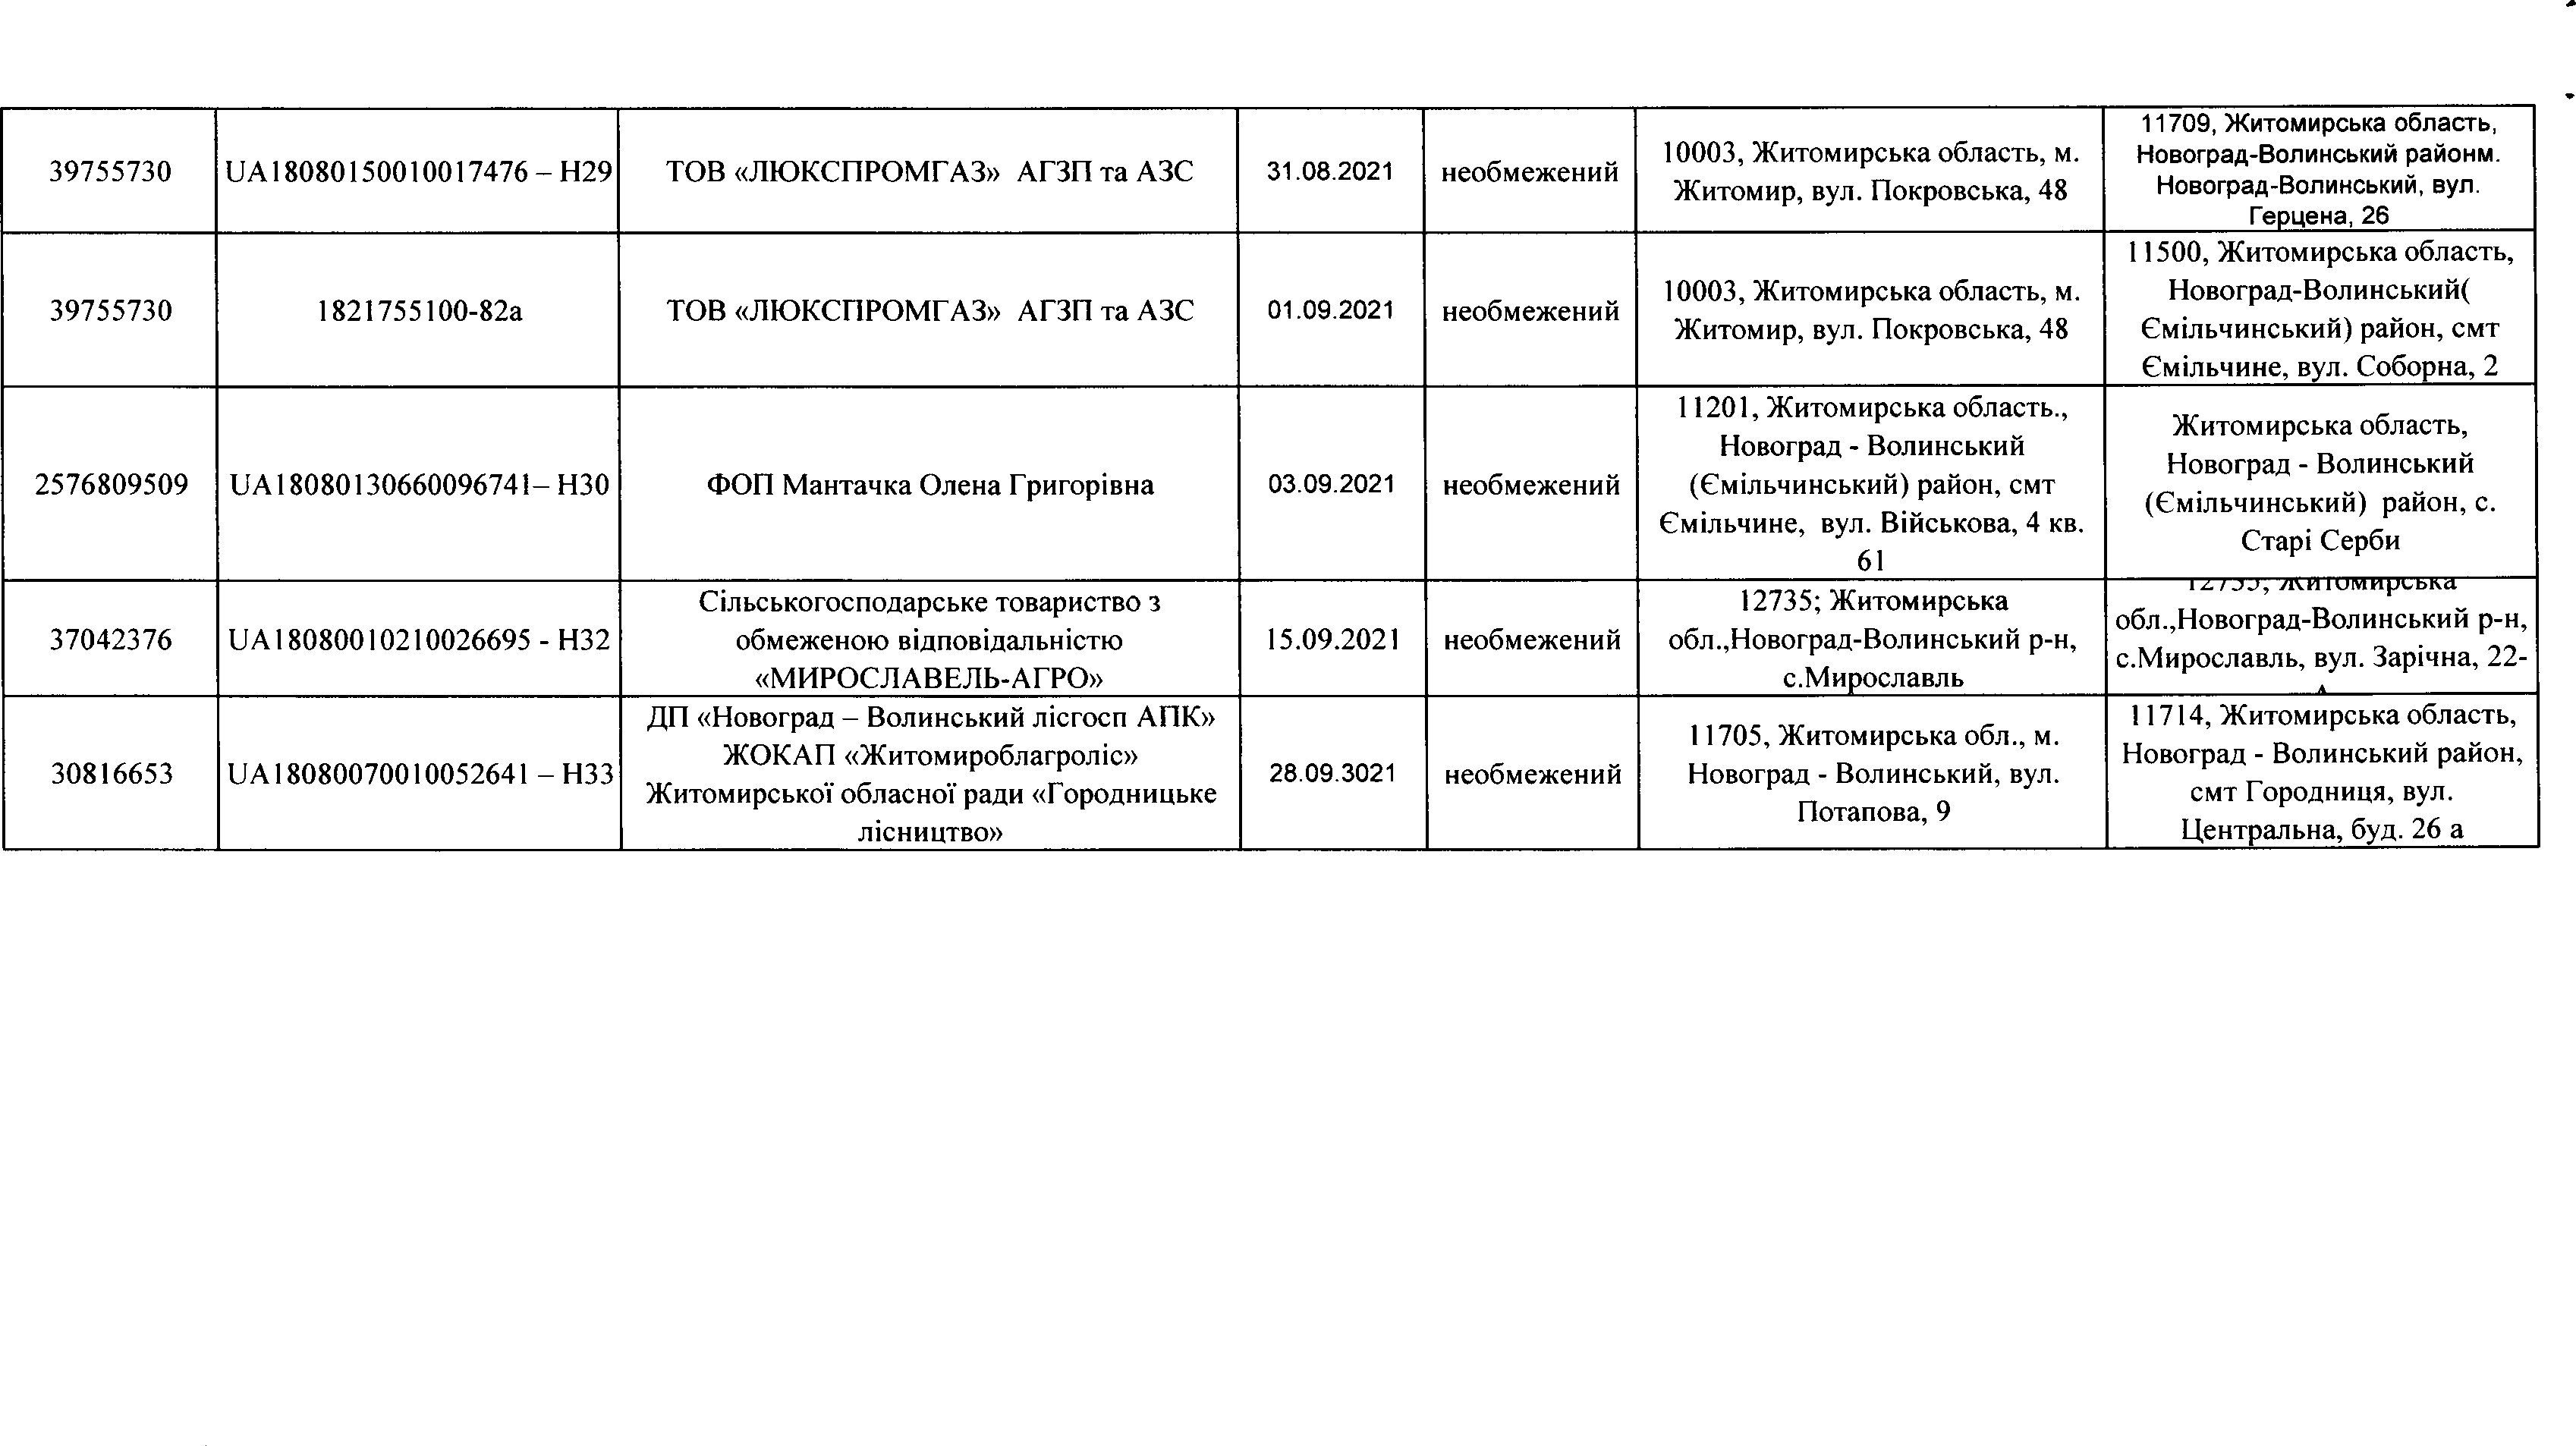 39755730
UA18080150010017476 – Н29
ТОВ «ЛЮКСПРОМГАЗ»  АГЗП та АЗС
31.08.2021
необмежений
10003, Житомирська область, м.
Житомир, вул. Покровська, 48
11709, Житомирська область,
Новоград-Волинський районм.
Новоград-Волинський, вул.
Герцена, 26
39755730
1821755100-82а
ТОВ «ЛЮКСПРОМГАЗ»  АГЗП та АЗС
01.09.2021
необмежений
10003, Житомирська область, м.
Житомир, вул. Покровська, 48
11500, Житомирська область,
Новоград-Волинський(
Ємільчинський) район, смт
Ємільчине, вул. Соборна, 2
2576809509
UA18080130660096741– Н30
ФОП Мантачка Олена Григорівна
03.09.2021
необмежений
11201, Житомирська область.,
Новоград - Волинський
(Ємільчинський) район, смт
Ємільчине,  вул. Військова, 4 кв.
61
Житомирська область,
Новоград - Волинський
(Ємільчинський)  район, с.
Старі Серби
37042376
UA18080010210026695 - Н32
Сільськогосподарське товариство з
обмеженою відповідальністю
«МИРОСЛАВЕЛЬ-АГРО»
15.09.2021
необмежений
12735; Житомирська
обл.,Новоград-Волинський р-н,
с.Мирославль
12735; Житомирська
обл.,Новоград-Волинський р-н,
с.Мирославль, вул. Зарічна, 22-
30816653
UA18080070010052641 – Н33
ДП «Новоград – Волинський лісгосп АПК»
ЖОКАП «Житомироблагроліс»
Житомирської обласної ради «Городницьке
лісництво»
28.09.3021
необмежений
11705, Житомирська обл., м.
Новоград - Волинський, вул.
Потапова, 9
11714, Житомирська область,
Новоград - Волинський район,
смт Городниця, вул.
Центральна, буд. 26 а